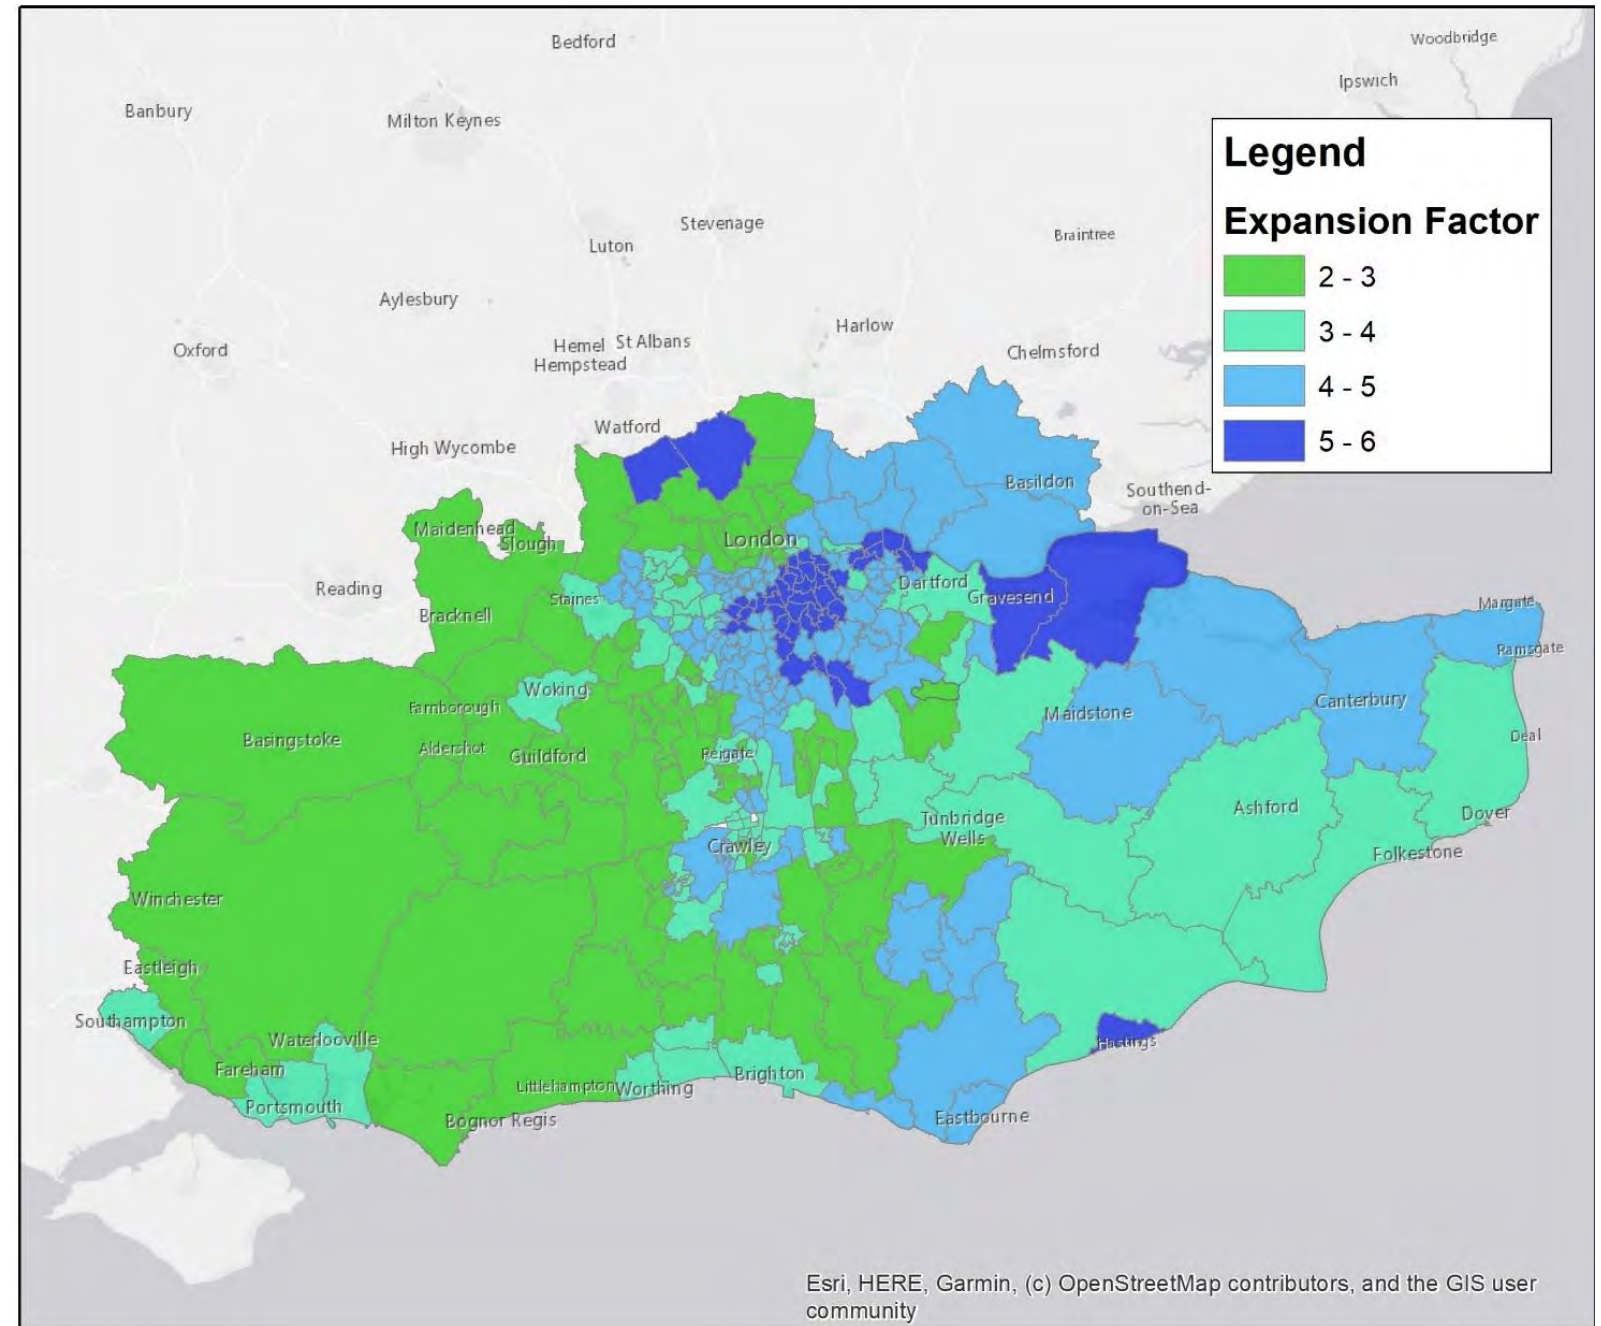 Bedford
Woodbridge
Ipswich
Banbury
Milton Keynes
Legend
Expansion Factor
2 - 3
3 - 4
4 - 5
5 - 6
Stevenage
Luton
Braintree
Aylesbury
Harlow
Oxford
Hemel
Hempstead
St Albans
Chelmsford
Watford
High Wycombe
Basildon
Southend-
on-Sea
Maidenhead
Slough
London
Reading
Staines
Dartford
Gravesend
Margate
Bracknell
Ramsgate
Woking
Farnborough
Canterbury
Maidstone
Basingstoke
Aldershot
Guildford
Reigate
Deal
Ashford
Dover
Tunbridge
Wells
Crawley
Folkestone
Winchester
Eastleigh
Southampton
Waterlooville
Hastings
Fareham
Brighton
Littlehampton
Worthing
Portsmouth
Bognor Regis
Eastbourne
Esri, HERE, Garmin, (c) OpenStreetMap contributors, and the GIS user
community